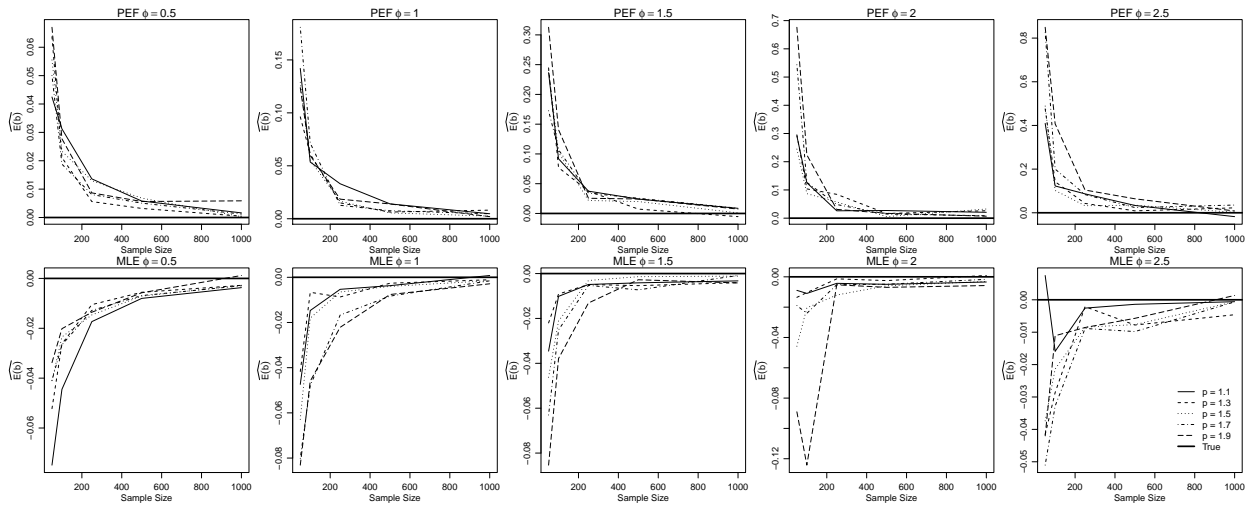 PEF ϕ = 0.5
0.00 0.01 0.02 0.03 0.04 0.05 0.06
E(b)
200 400 600 800 1000
Sample Size
PEF ϕ = 1
0.00 0.05 0.10 0.15
E(b)
200 400 600 800 1000
Sample Size
PEF ϕ = 1.5
0.00 0.05 0.10 0.15 0.20 0.25 0.30
E(b)
200 400 600 800 1000
Sample Size
PEF ϕ = 2
0.0 0.1 0.2 0.3 0.4 0.5 0.6 0.7
E(b)
200 400 600 800 1000
Sample Size
PEF ϕ = 2.5
0.0 0.2 0.4 0.6 0.8
E(b)
200 400 600 800 1000
Sample Size
MLE ϕ = 0.5
−0.06 −0.04 −0.02 0.00
E(b)
200 400 600 800 1000
Sample Size
MLE ϕ = 1
−0.08 −0.06 −0.04 −0.02 0.00
E(b)
200 400 600 800 1000
Sample Size
MLE ϕ = 1.5
−0.08 −0.06 −0.04 −0.02 0.00
E(b)
200 400 600 800 1000
Sample Size
MLE ϕ = 2
−0.12 −0.08 −0.04 0.00
E(b)
200 400 600 800 1000
Sample Size
MLE ϕ = 2.5
−0.05 −0.04 −0.03 −0.02 −0.01 0.00
E(b)
p = 1.1
p = 1.3
p = 1.5
p = 1.7
p = 1.9
True
200 400 600 800 1000
Sample Size